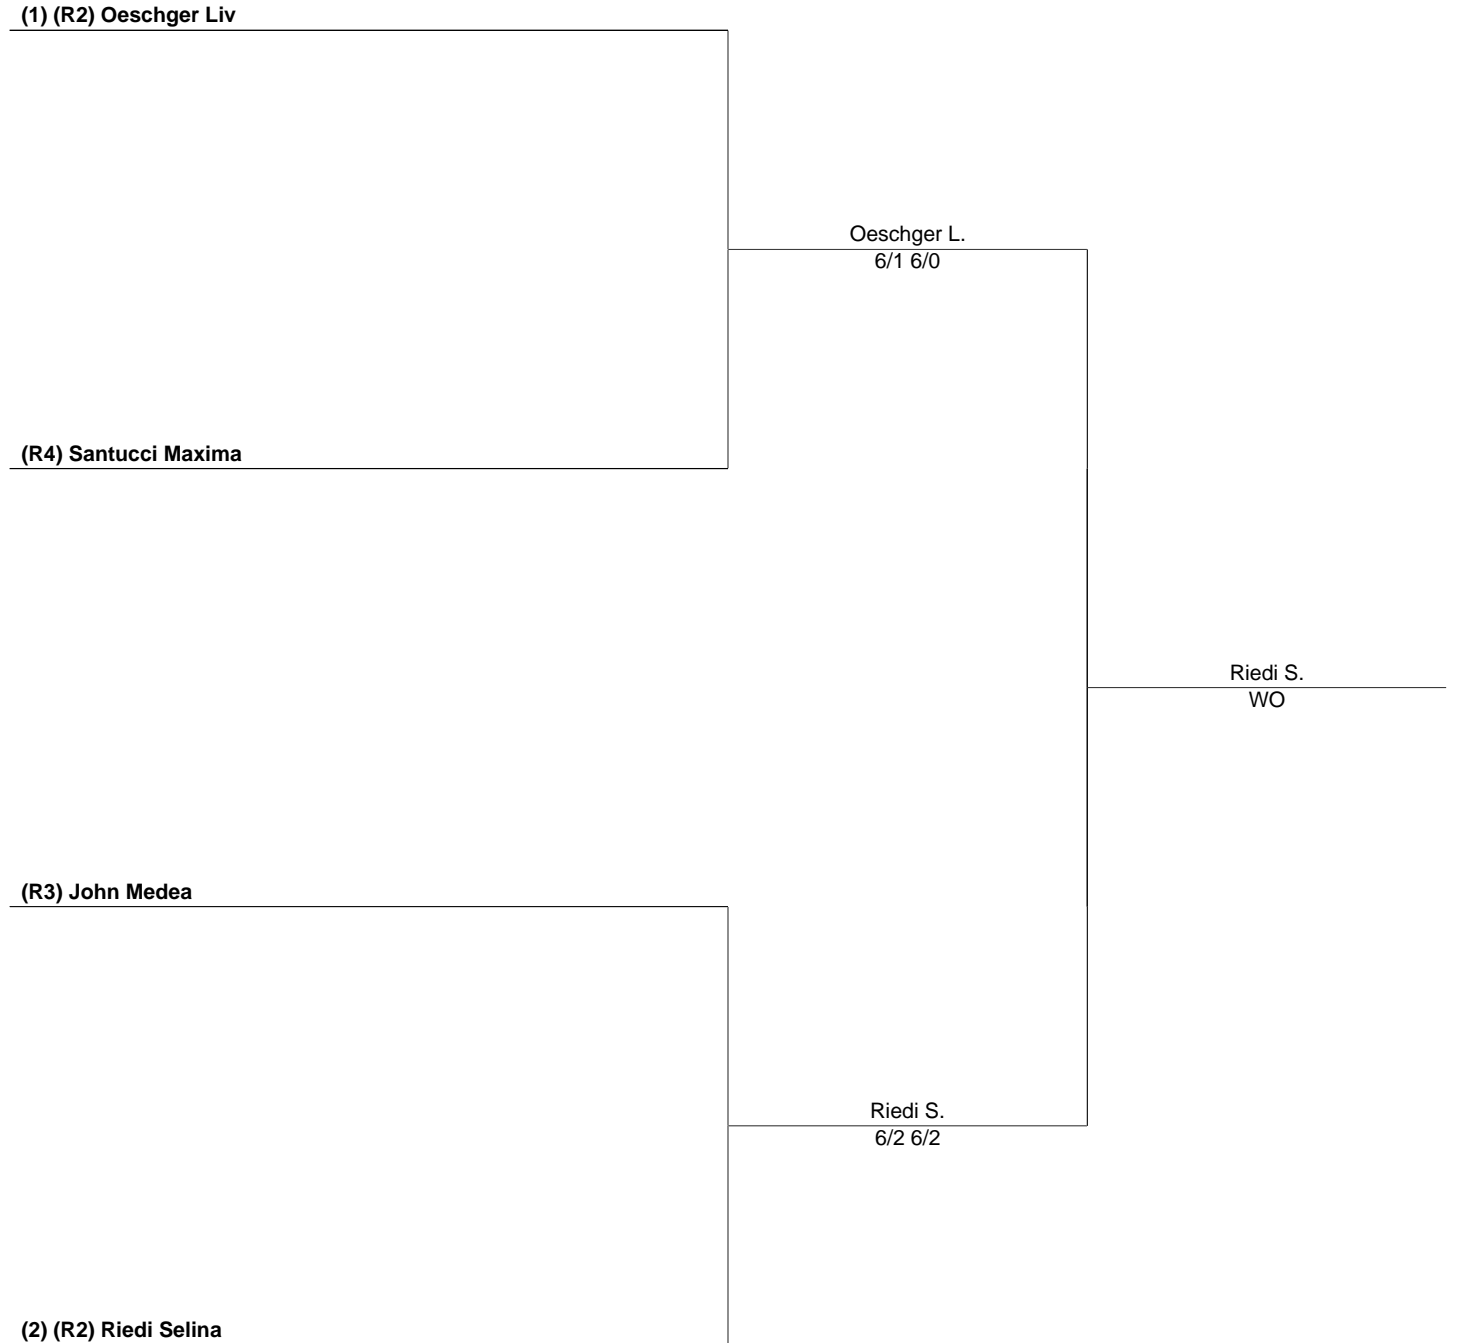 (1) (R2) Oeschger Liv
Oeschger L.
6/1 6/0
(R4) Santucci Maxima
Riedi S.
WO
(R3) John Medea
Riedi S.
6/2 6/2
(2) (R2) Riedi Selina